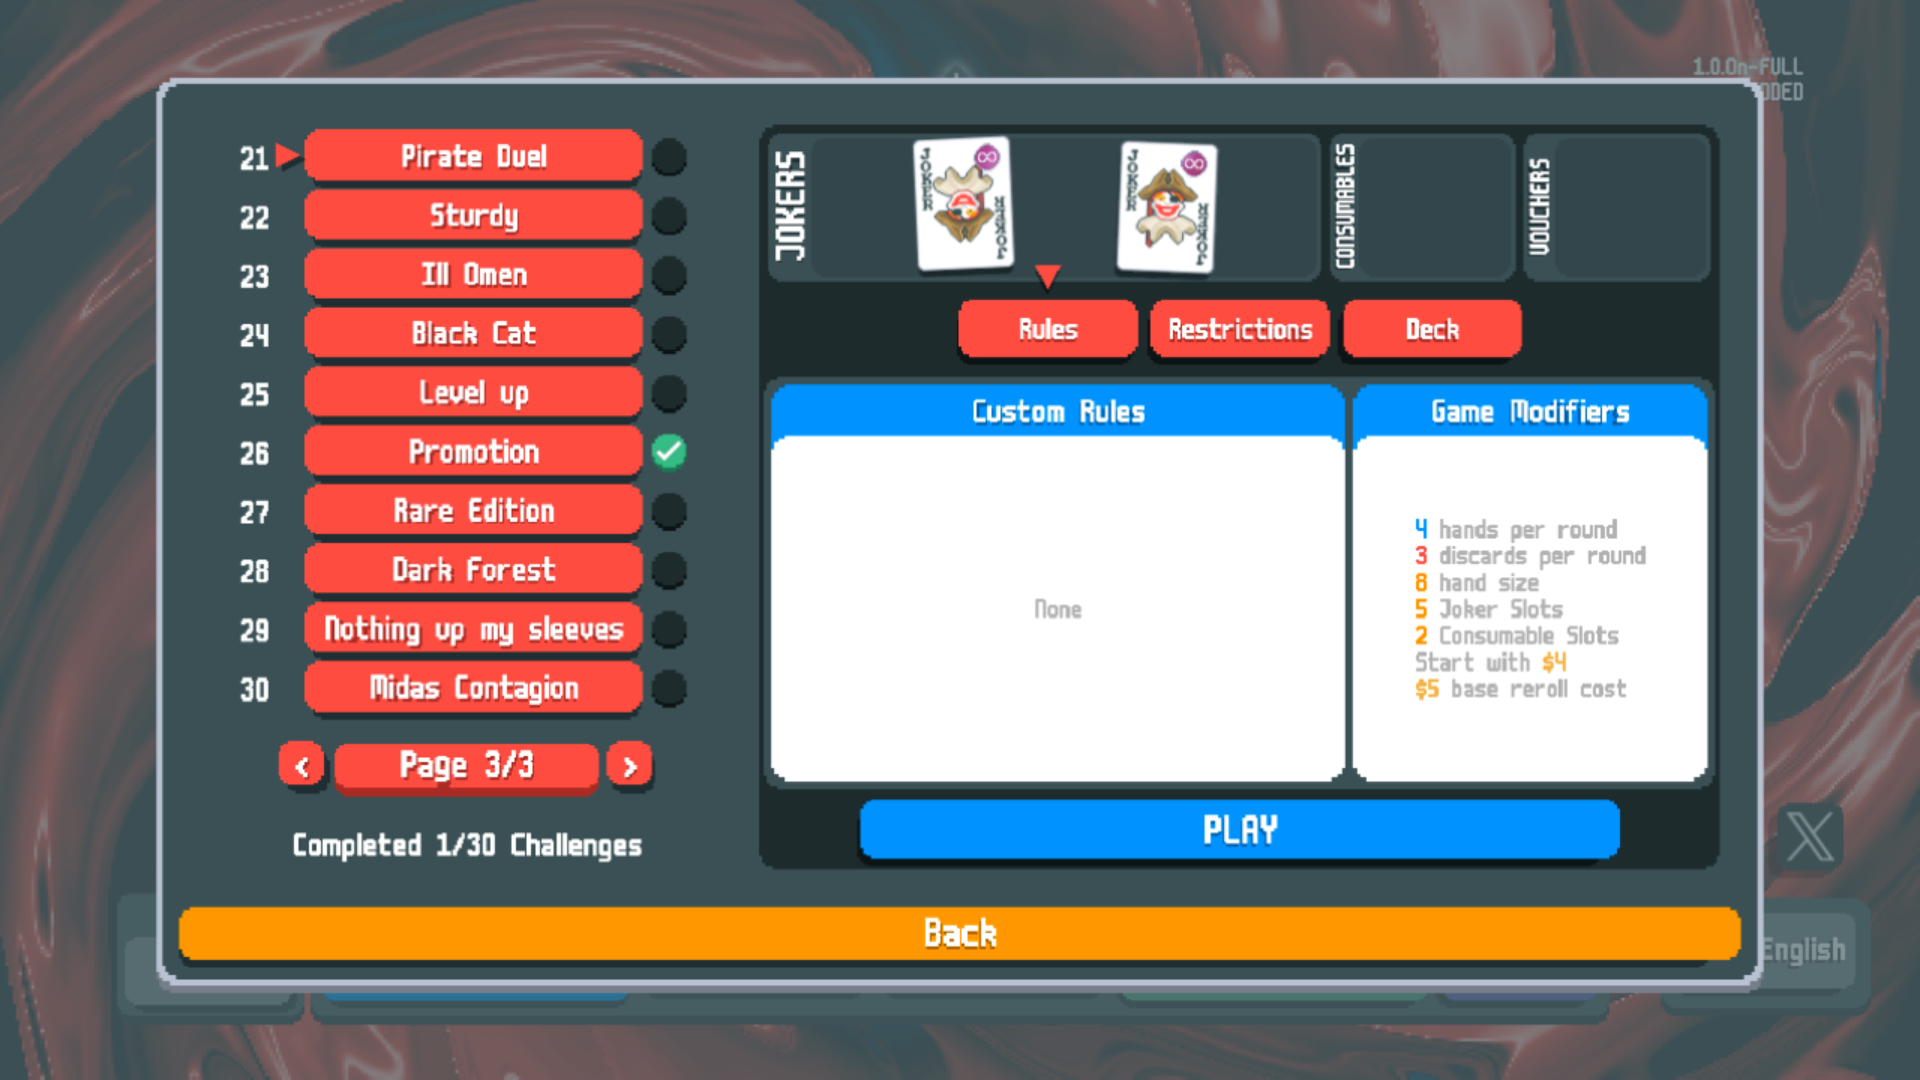 1.0.0n-FULL
21 Pirate Duel
22 Sturdy
23 Ill Omen
24 Black Cat
25 Level up
26 Promotion
27 Rare Edition
28 Dark Forest
29 Nothing up my sleeves
30 Midas Contagion
< Page 3/3 >
Completed 1/30 Challenges
JOKERS
JOKER
JOKER
JOKER
JOKER
CONSUMABLES
VOUCHERS
Rules
Restrictions
Deck
Custom Rules
None
Game Modifiers
4 hands per round
3 discards per round
8 hand size
5 Joker Slots
2 Consumable Slots
Start with $4
$5 base reroll cost
PLAY
Back
X
English